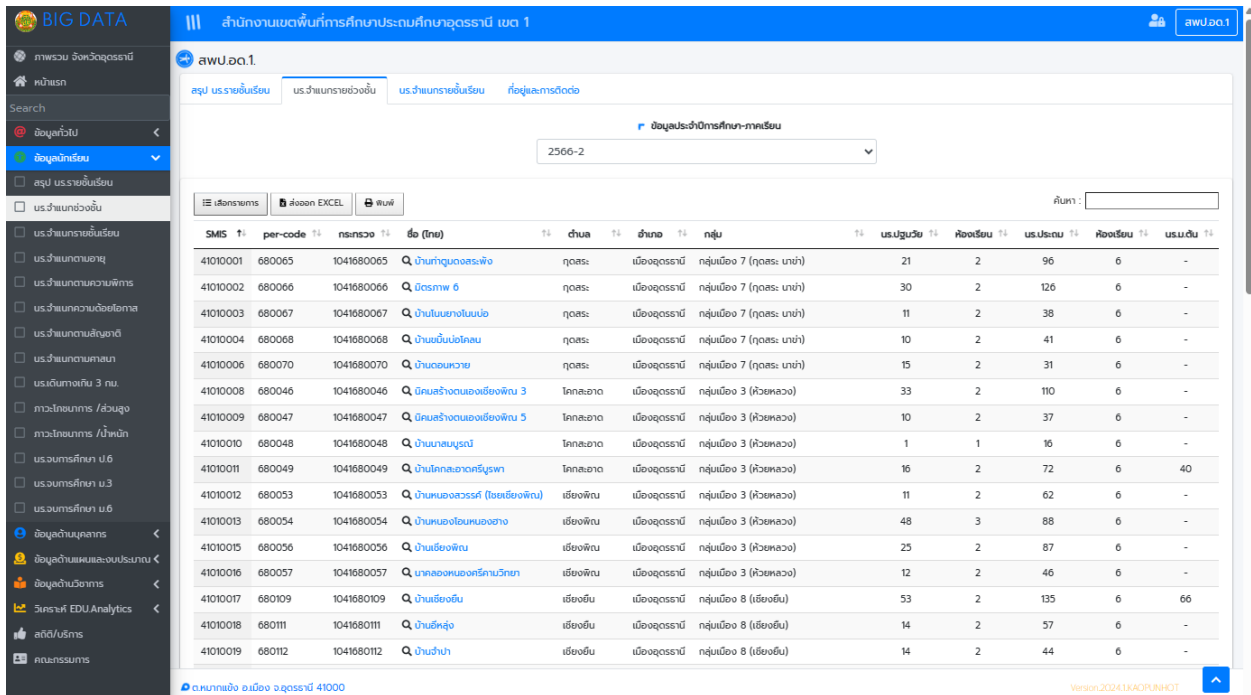 BIG DATA
สำนักงานเขตพื้นที่การศึกษาประถมศึกษาอุดรธานี เขต 1
สพป.อด.1
ภาพรวม จังหวัดอุดรธานี
หน้าแรก
Search
ข้อมูลทั่วไป
ข้อมูลนักเรียน
สรุป นร.รายชั้นเรียน
นร.จำแนกช่วงชั้น
นร.จำแนกรายชั้นเรียน
นร.จำแนกตามอายุ
นร.จำแนกตามความพิการ
นร.จำแนกความด้อยโอกาส
นร.จำแนกตามสัญชาติ
นร.จำแนกตามศาสนา
นร.เดินทางเกิน 3 กม.
ภาวะโภชนาการ /ส่วนสูง
ภาวะโภชนาการ /น้ำหนัก
นร.จบการศึกษา ป.6
นร.จบการศึกษา ม.3
นร.จบการศึกษา ม.6
ข้อมูลด้านบุคลากร
ข้อมูลด้านแผนและงบประมาณ
ข้อมูลด้านวิชาการ
วิเคราะห์ EDU.Analytics
สถิติ/บริการ
คณะกรรมการ
สพป.อด.1.
สรุป นร.รายชั้นเรียน นร.จำแนกรายช่วงชั้น นร.จำแนกรายชั้นเรียน ที่อยู่และการติดต่อ
ข้อมูลประจำปีการศึกษา-ภาคเรียน
2566-2
เลือกรายการ ส่งออก EXCEL พิมพ์ ค้นหา :
SMIS per-code กระทรวง ชื่อ (ไทย) ตำบล อำเภอ กลุ่ม นร.ปฐมวัย ห้องเรียน นร.ประถม ห้องเรียน นร.ม.ต้น
41010001 680065 1041680065 บ้านท่าตูมดงสระพัง กุดสระ เมืองอุดรธานี กลุ่มเมือง 7 (กุดสระ นาข่า) 21 2 96 6 -
41010002 680066 1041680066 มิตรภาพ 6 กุดสระ เมืองอุดรธานี กลุ่มเมือง 7 (กุดสระ นาข่า) 30 2 126 6 -
41010003 680067 1041680067 บ้านโนนยางโนนบ่อ กุดสระ เมืองอุดรธานี กลุ่มเมือง 7 (กุดสระ นาข่า) 11 2 38 6 -
41010004 680068 1041680068 บ้านขมิ้นบ่อโคลน กุดสระ เมืองอุดรธานี กลุ่มเมือง 7 (กุดสระ นาข่า) 10 2 41 6 -
41010006 680070 1041680070 บ้านดอนหวาย กุดสระ เมืองอุดรธานี กลุ่มเมือง 7 (กุดสระ นาข่า) 15 2 31 6 -
41010008 680046 1041680046 นิคมสร้างตนเองเชียงพิณ 3 โคกสะอาด เมืองอุดรธานี กลุ่มเมือง 3 (ห้วยหลวง) 33 2 110 6 -
41010009 680047 1041680047 นิคมสร้างตนเองเชียงพิณ 5 โคกสะอาด เมืองอุดรธานี กลุ่มเมือง 3 (ห้วยหลวง) 10 2 37 6 -
41010010 680048 1041680048 บ้านนาสมบูรณ์ โคกสะอาด เมืองอุดรธานี กลุ่มเมือง 3 (ห้วยหลวง) 1 1 16 6 -
41010011 680049 1041680049 บ้านโคกสะอาดศรีบูรพา โคกสะอาด เมืองอุดรธานี กลุ่มเมือง 3 (ห้วยหลวง) 16 2 72 6 40
41010012 680053 1041680053 บ้านหนองสวรรค์ (ไชยเชียงพิณ) เชียงพิณ เมืองอุดรธานี กลุ่มเมือง 3 (ห้วยหลวง) 11 2 62 6 -
41010013 680054 1041680054 บ้านหนองโอนหนองฮาง เชียงพิณ เมืองอุดรธานี กลุ่มเมือง 3 (ห้วยหลวง) 48 3 88 6 -
41010015 680056 1041680056 บ้านเชียงพิณ เชียงพิณ เมืองอุดรธานี กลุ่มเมือง 3 (ห้วยหลวง) 25 2 87 6 -
41010016 680057 1041680057 นาคลองหนองศรีคามวิทยา เชียงพิณ เมืองอุดรธานี กลุ่มเมือง 3 (ห้วยหลวง) 12 2 46 6 -
41010017 680109 1041680109 บ้านเชียงยืน เชียงยืน เมืองอุดรธานี กลุ่มเมือง 8 (เชียงยืน) 53 2 135 6 66
41010018 680111 1041680111 บ้านอีหลุ่ง เชียงยืน เมืองอุดรธานี กลุ่มเมือง 8 (เชียงยืน) 14 2 57 6 -
41010019 680112 1041680112 บ้านจำปา เชียงยืน เมืองอุดรธานี กลุ่มเมือง 8 (เชียงยืน) 14 2 44 6 -
ต.หมากแข้ง อ.เมือง จ.อุดรธานี 41000
Version.2024.1.KAOPUNHOT